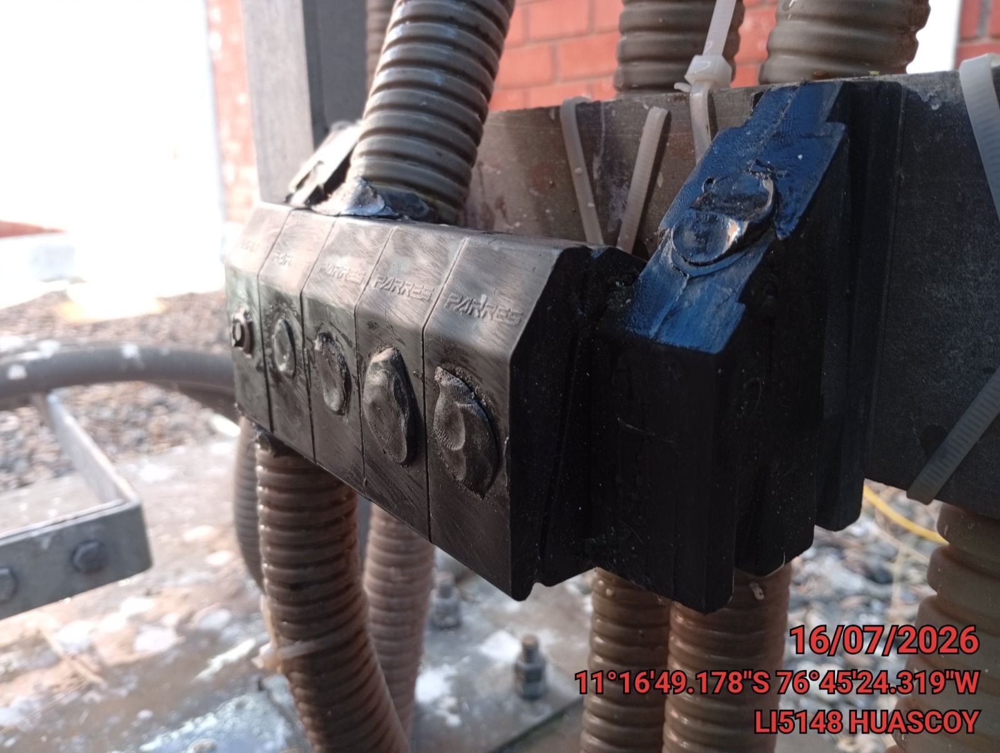 PARRES
PARRES
PARRES
16/07/2026
11°16'49.178"S 76°45'24.319"W
LI5148 HUASCOY